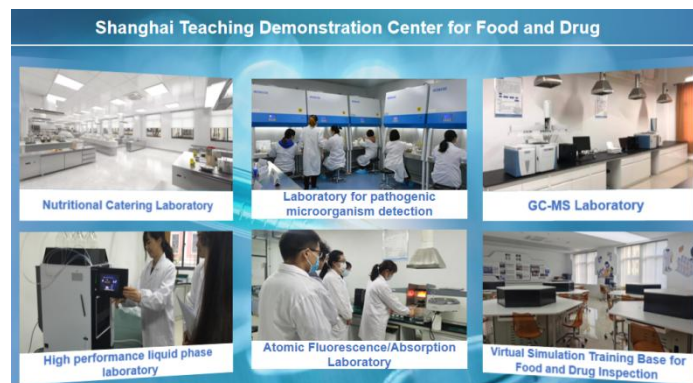 Shanghai Teaching Demonstration Center for Food and Drug
Nutritional Catering Laboratory
Laboratory for pathogenic
microorganism detection
GC-MS Laboratory
High performance liquid phase
laboratory
Atomic Fluorescence/Absorption
Laboratory
Virtual Simulation Training Base for
Food and Drug Inspection